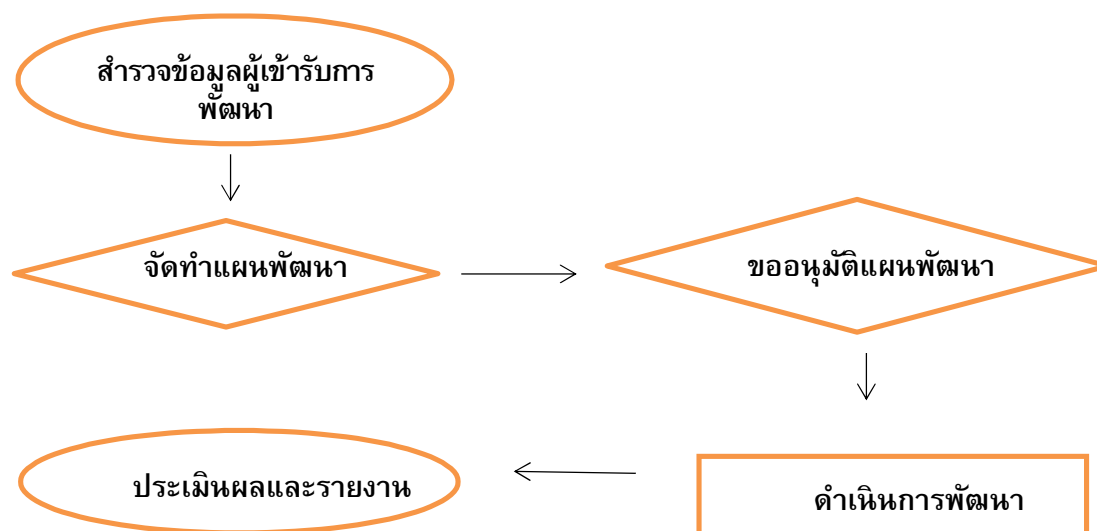 สำรวจข้อมูลผู้เข้ารับการ
พัฒนา
จัดทำแผนพัฒนา
ขออนุมัติแผนพัฒนา
ดำเนินการพัฒนา
ประเมินผลและรายงาน